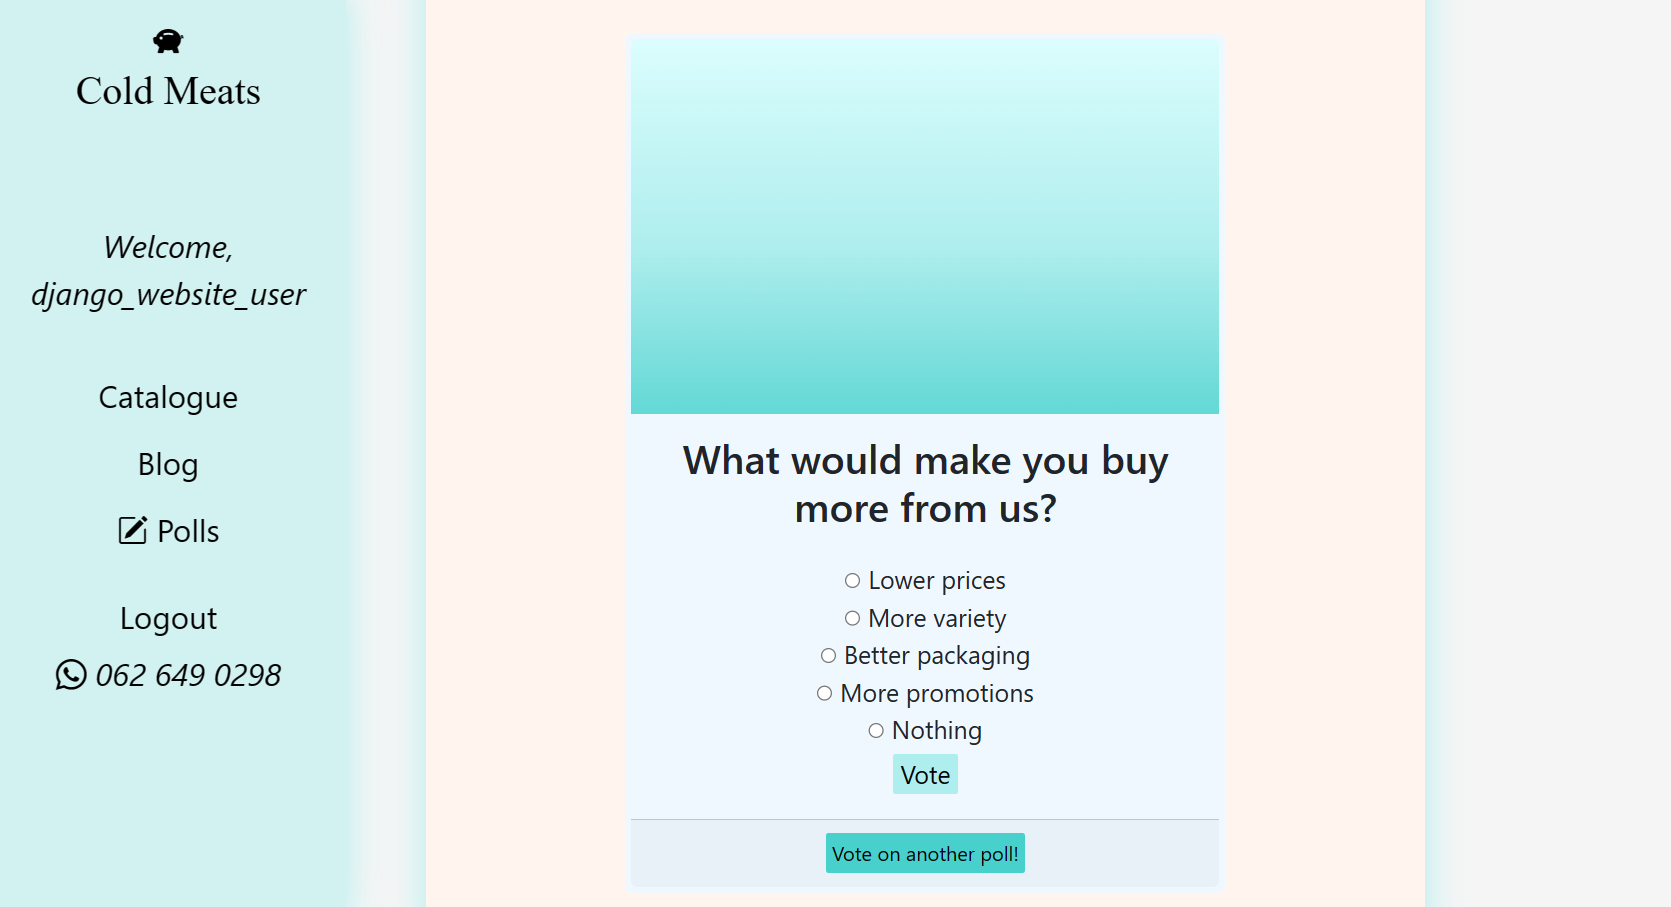 Cold Meats
Welcome,
django_website_user
Catalogue
Blog
Polls
Logout
062 649 0298
What would make you buy
more from us?
Lower prices
More variety
Better packaging
More promotions
Nothing
Vote
Vote on another poll!